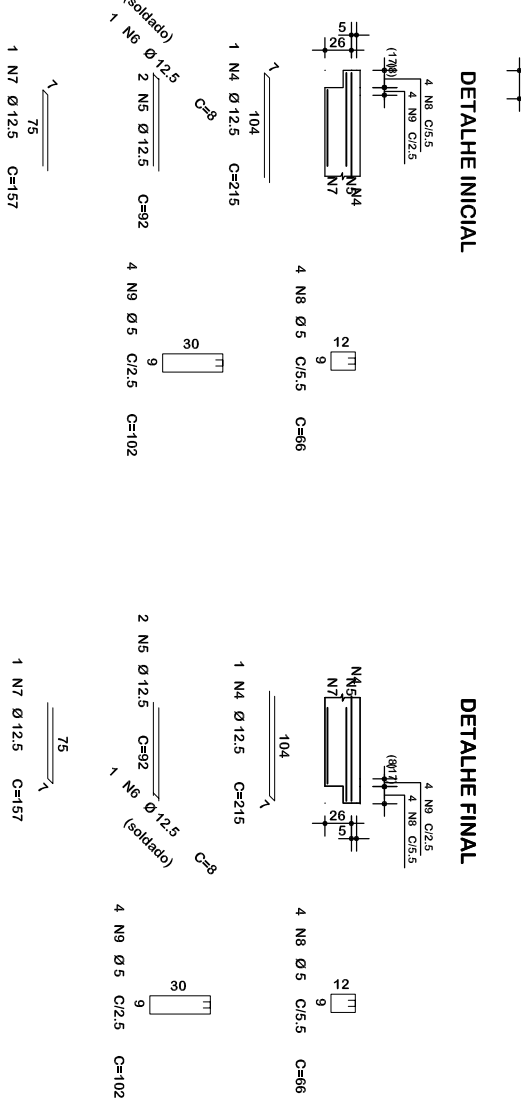 DETALHE INICIAL
4 N8 C/5.5
4 N9 C/2.5
(17)
(8)
5
26
N4
N5
N7
7
104
1 N4 Ø 12.5 C=215
1 N6 Ø 12.5 C=8
(soldado)
2 N5 Ø 12.5 C=92
7
75
1 N7 Ø 12.5 C=157
12
9
4 N8 Ø 5 C/5.5 C=66
30
9
4 N9 Ø 5 C/2.5 C=102
DETALHE FINAL
4 N9 C/2.5
4 N8 C/5.5
(8)
(17)
26
5
N4
N5
N7
104
7
1 N4 Ø 12.5 C=215
2 N5 Ø 12.5 C=92
1 N6 Ø 12.5 C=8
(soldado)
75
7
1 N7 Ø 12.5 C=157
12
9
4 N8 Ø 5 C/5.5 C=66
30
9
4 N9 Ø 5 C/2.5 C=102